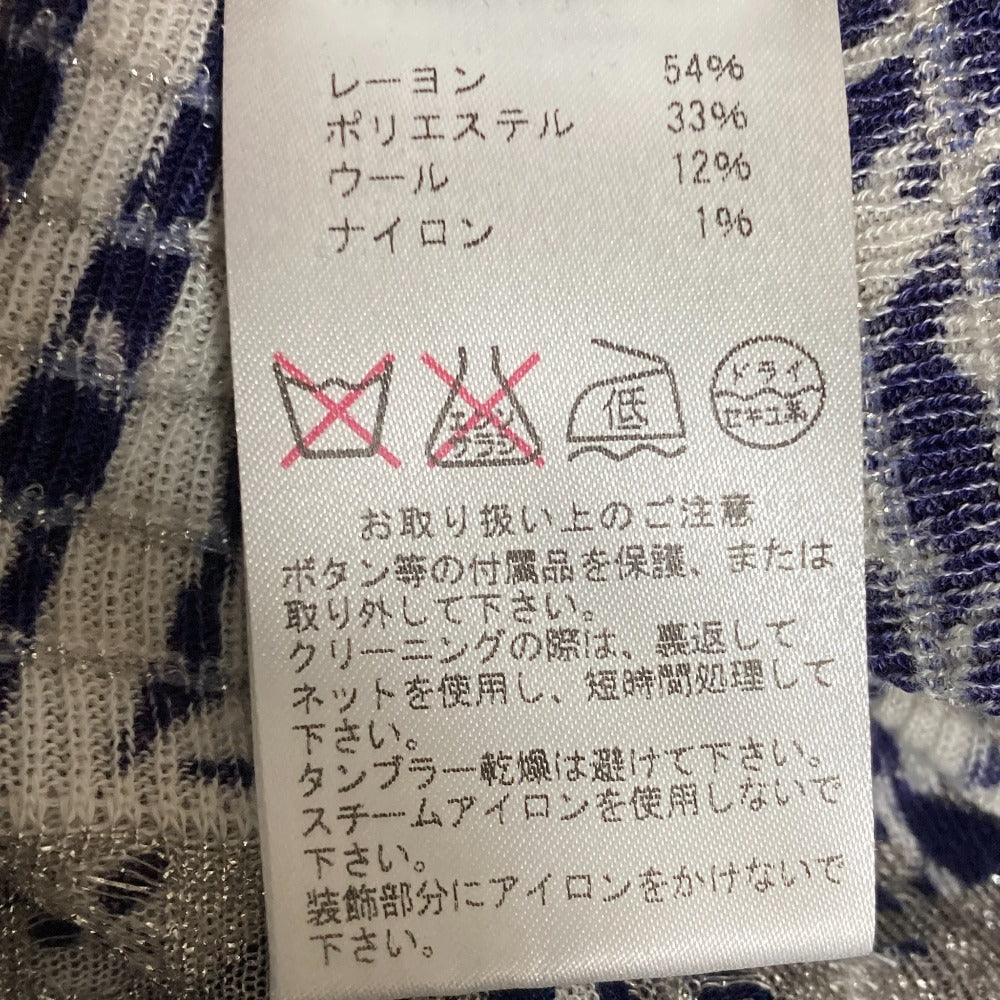 レーヨン 54%
ポリエステル 33%
ウール 12%
ナイロン 1%
エンソ
サラシ
低
ドライ
セキユ系
お取り扱い上のご注意
ボタン等の付属品を保護、または
取り外して下さい。
クリーニングの際は、裏返して
ネットを使用し、短時間処理して
下さい。
タンブラー乾燥は避けて下さい。
スチームアイロンを使用しないで
下さい。
装飾部分にアイロンをかけないで
下さい。